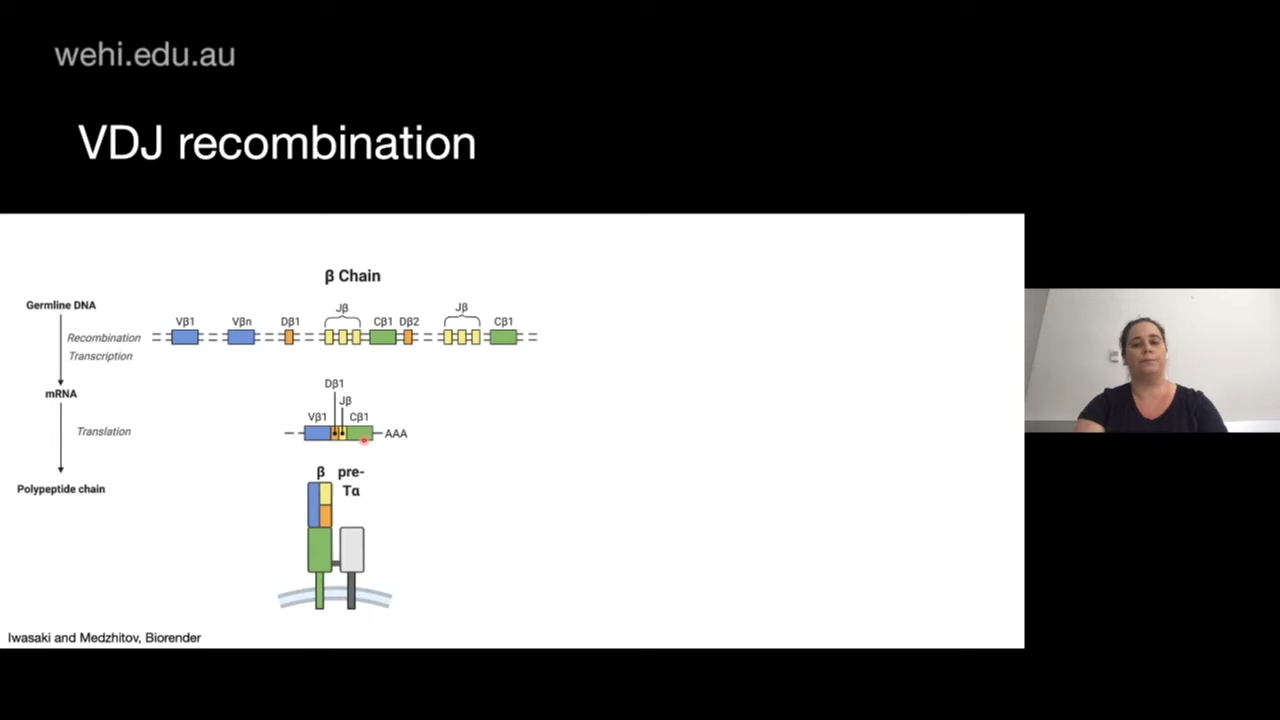 wehi.edu.au
VDJ recombination
β Chain
Germline DNA
Recombination
Transcription
mRNA
Translation
Polypeptide chain
Vβ1 Vβn Dβ1 Jβ Cβ1 Dβ2 Jβ Cβ1
Dβ1
Jβ
Vβ1 Cβ1
AAA
β pre-
Tα
Iwasaki and Medzhitov, Biorender